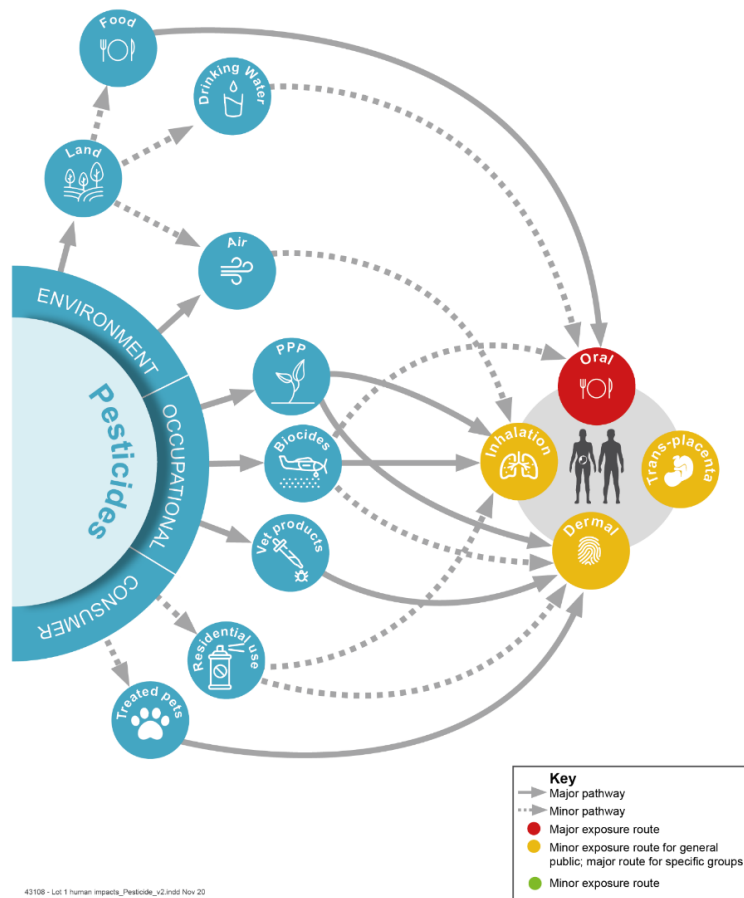 Food
Drinking Water
Land
Air
ENVIRONMENT
PPP
Oral
OCCUPATIONAL
Pesticides
Biocides
Inhalation
Trans-placenta
Vet products
Dermal
CONSUMER
Residential use
Treated pets
Key
Major pathway
Minor pathway
Major exposure route
Minor exposure route for general
public; major route for specific groups
Minor exposure route
43108 - Lot 1 human impacts_Pesticide_v2.indd Nov 20